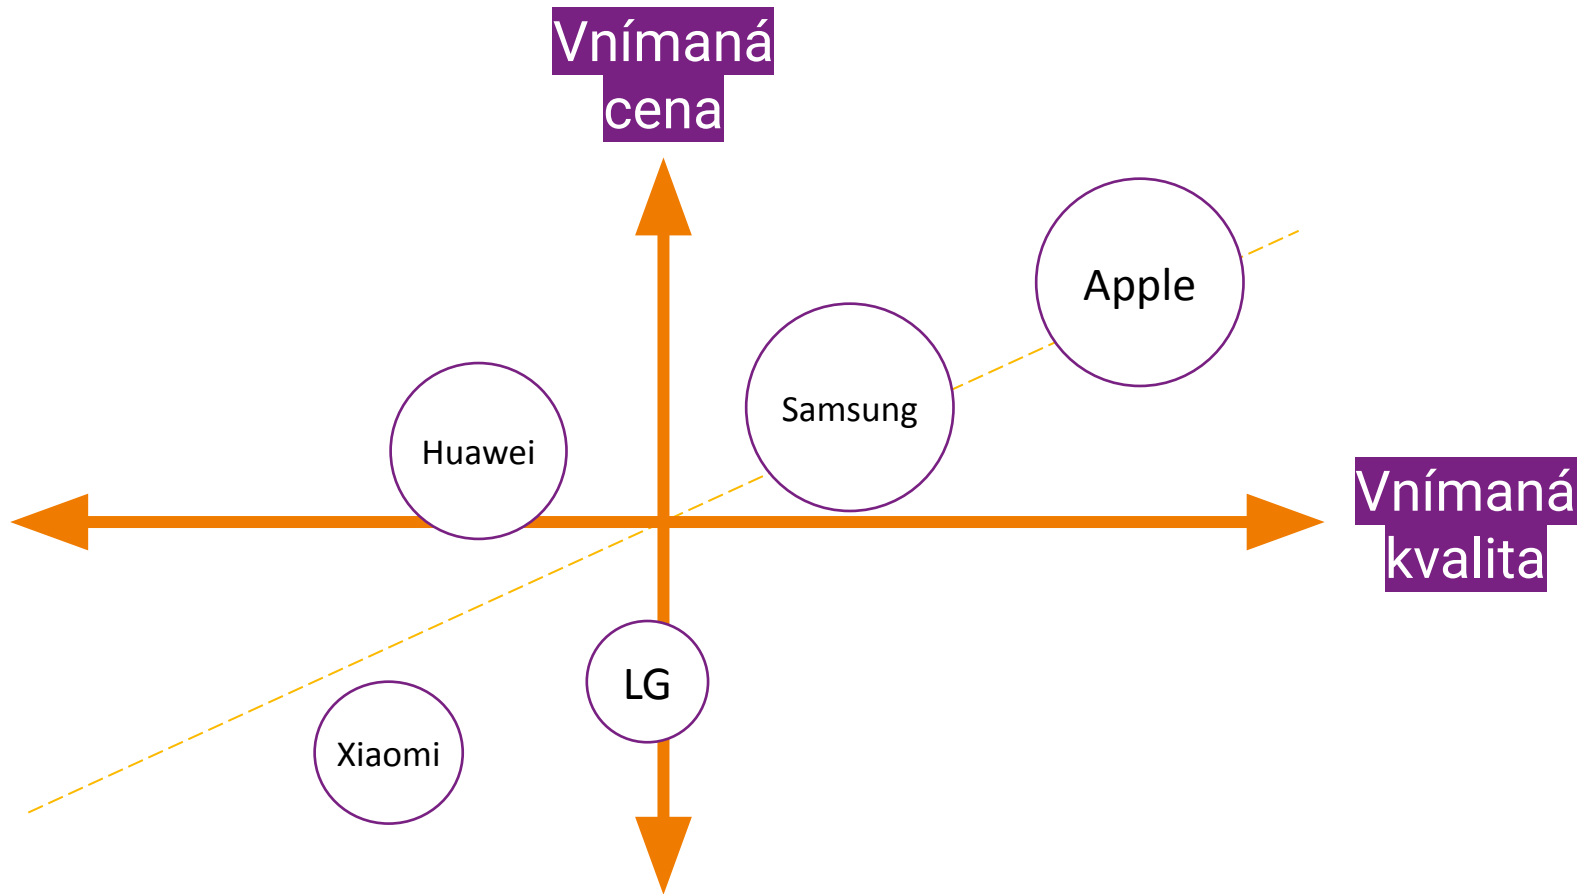 Vnímaná
cena
Apple
Samsung
Huawei
Vnímaná
kvalita
LG
Xiaomi